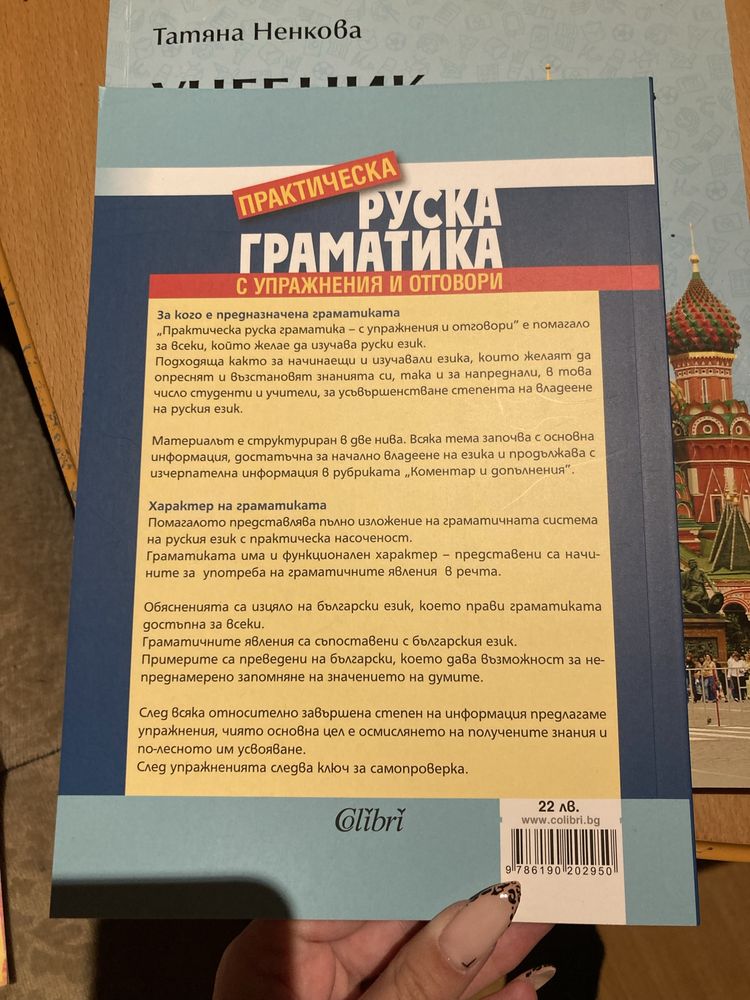 Татяна Ненкова
УЧЕБНИК
ПРАКТИЧЕСКА
РУСКА
ГРАМАТИКА
С УПРАЖНЕНИЯ И ОТГОВОРИ
За кого е предназначена граматиката
„Практическа руска граматика – с упражнения и отговори" е помагало
за всеки, който желае да изучава руски език.
Подходяща както за начинаещи и изучавали езика, които желаят да
опреснят и възстановят знанията си, така и за напреднали, в това
число студенти и учители, за усъвършенстване степента на владеене
на руския език.
Материалът е структуриран в две нива. Всяка тема започва с основна
информация, достатъчна за начално владеене на езика и продължава с
изчерпателна информация в рубриката „Коментар и допълнения".
Характер на граматиката
Помагалото представлява пълно изложение на граматичната система
на руския език с практическа насоченост.
Граматиката има и функционален характер – представени са начи-
ните за употреба на граматичните явления в речта.
Обясненията са изцяло на български език, което прави граматиката
достъпна за всеки.
Граматичните явления са съпоставени с българския език.
Примерите са преведени на български, което дава възможност за не-
преднамерено запомняне на значението на думите.
След всяка относително завършена степен на информация предлагаме
упражнения, чиято основна цел е осмислянето на получените знания и
по-лесното им усвояване.
След упражненията следва ключ за самопроверка.
Colibri
22 лв.
www.colibri.bg
9 786190 202950